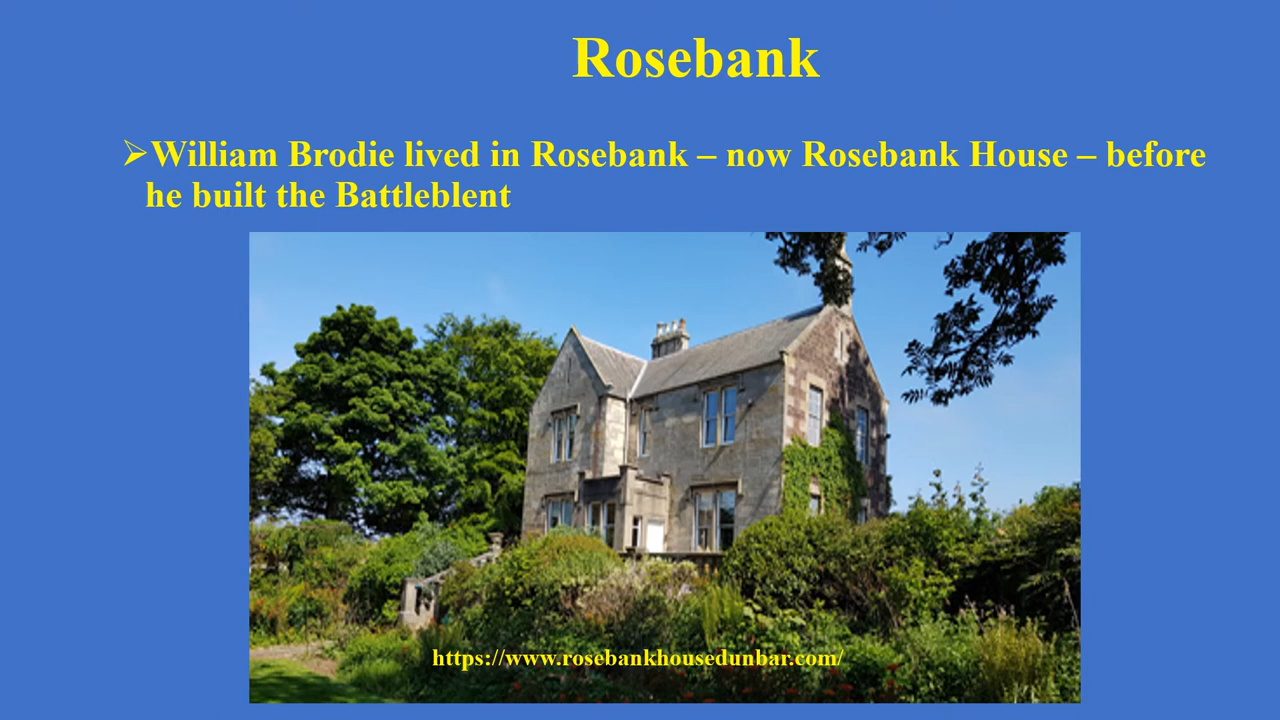 Rosebank
➢William Brodie lived in Rosebank – now Rosebank House – before
he built the Battleblent
https://www.rosebankhousedunbar.com/